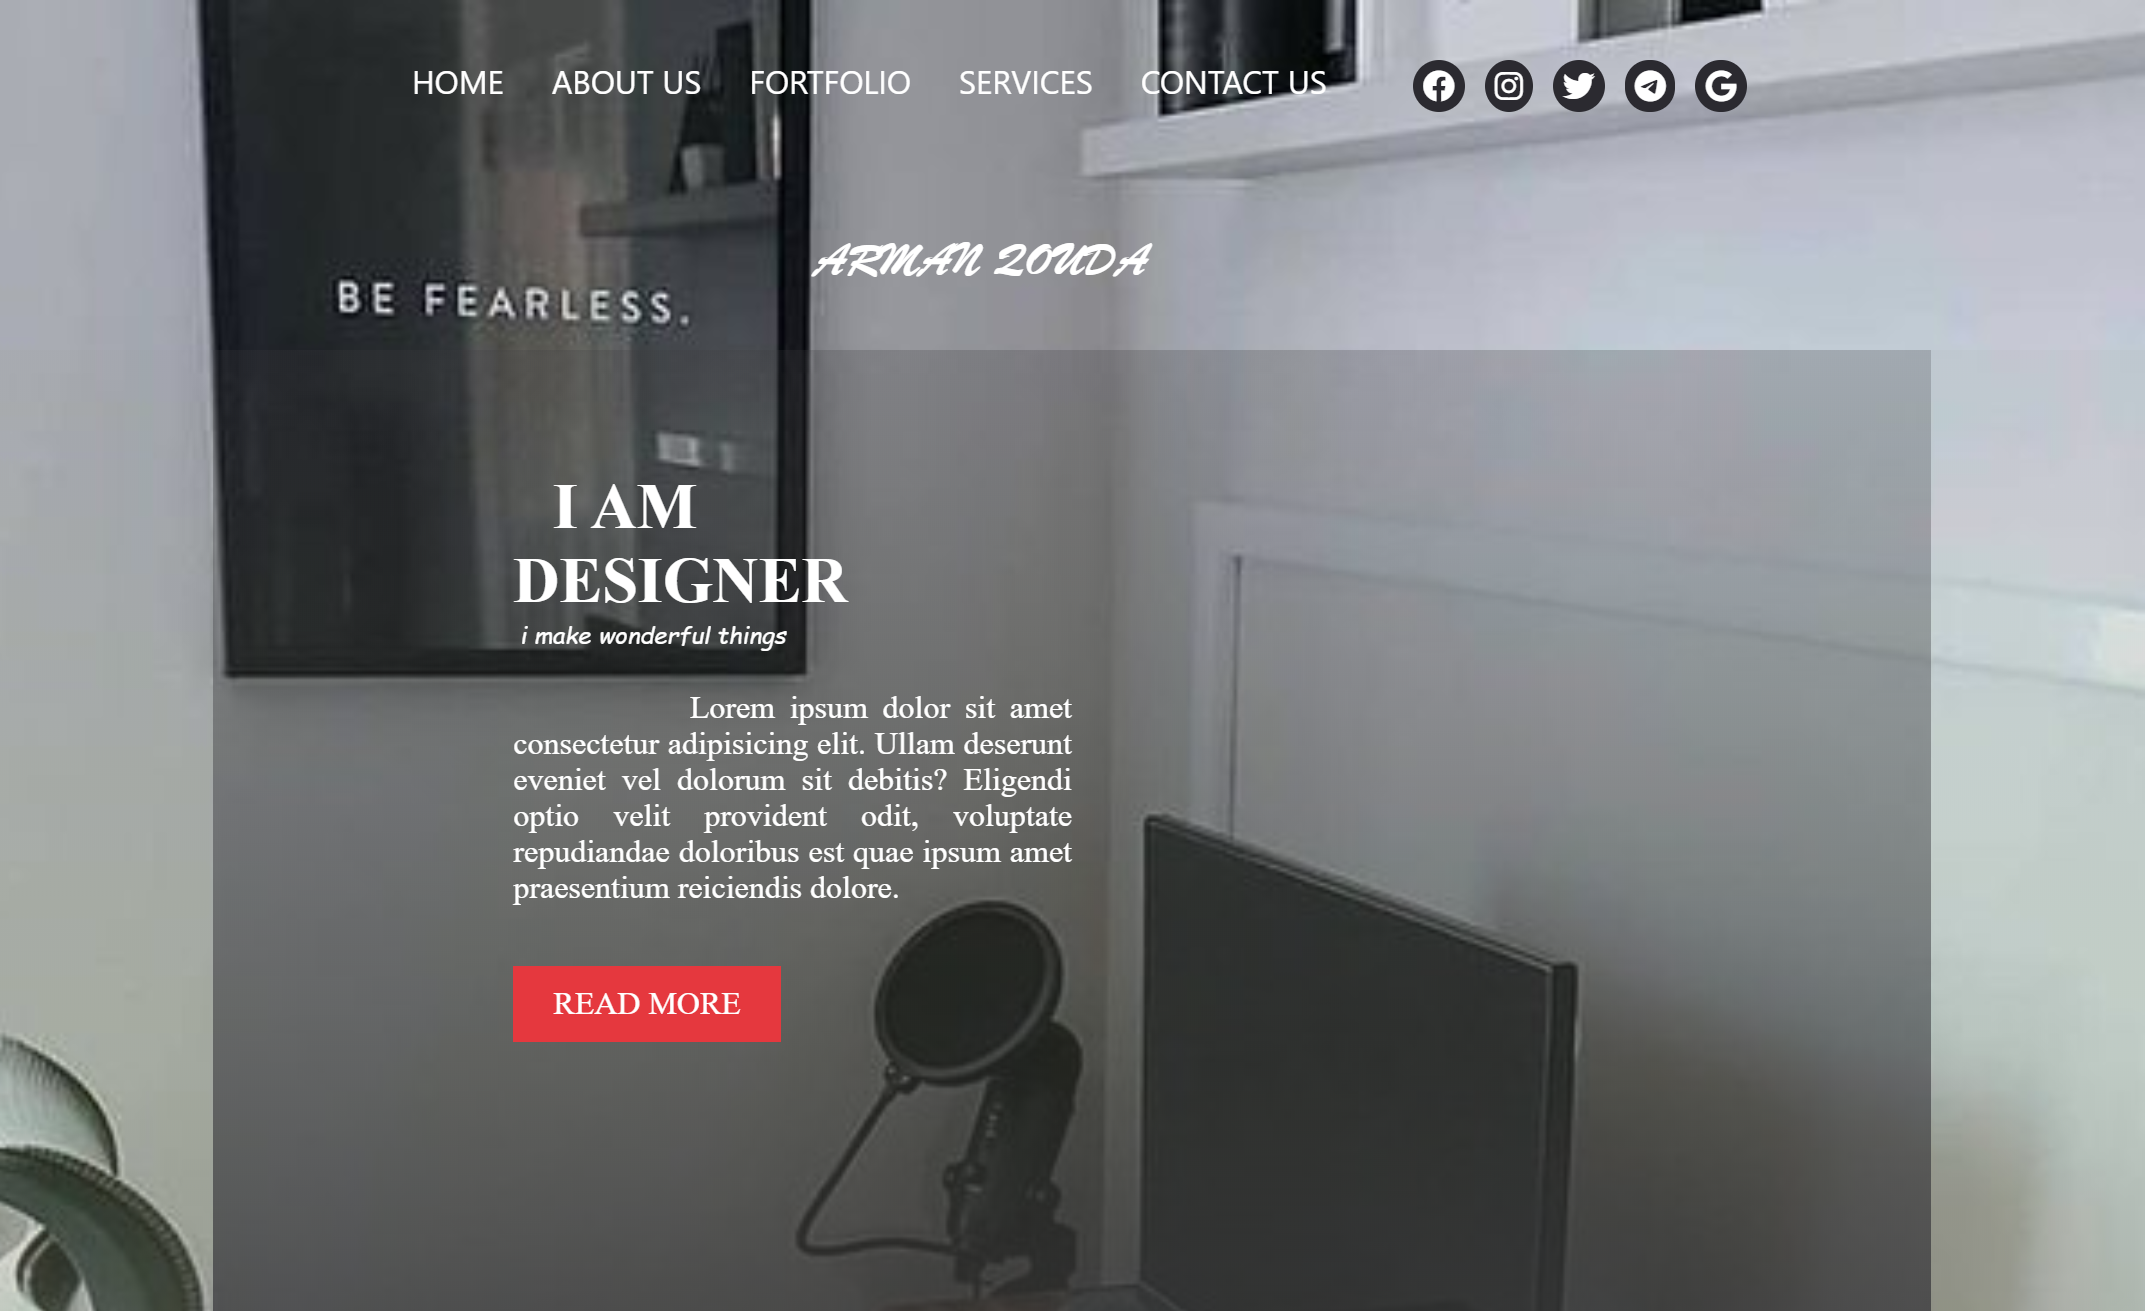 HOME ABOUT US FORTFOLIO SERVICES CONTACT US
ARMAN ZOUDA
BE FEARLESS.
I AM
DESIGNER
i make wonderful things
Lorem ipsum dolor sit amet
consectetur adipisicing elit. Ullam deserunt
eveniet vel dolorum sit debitis? Eligendi
optio velit provident odit, voluptate
repudiandae doloribus est quae ipsum amet
praesentium reiciendis dolore.
READ MORE